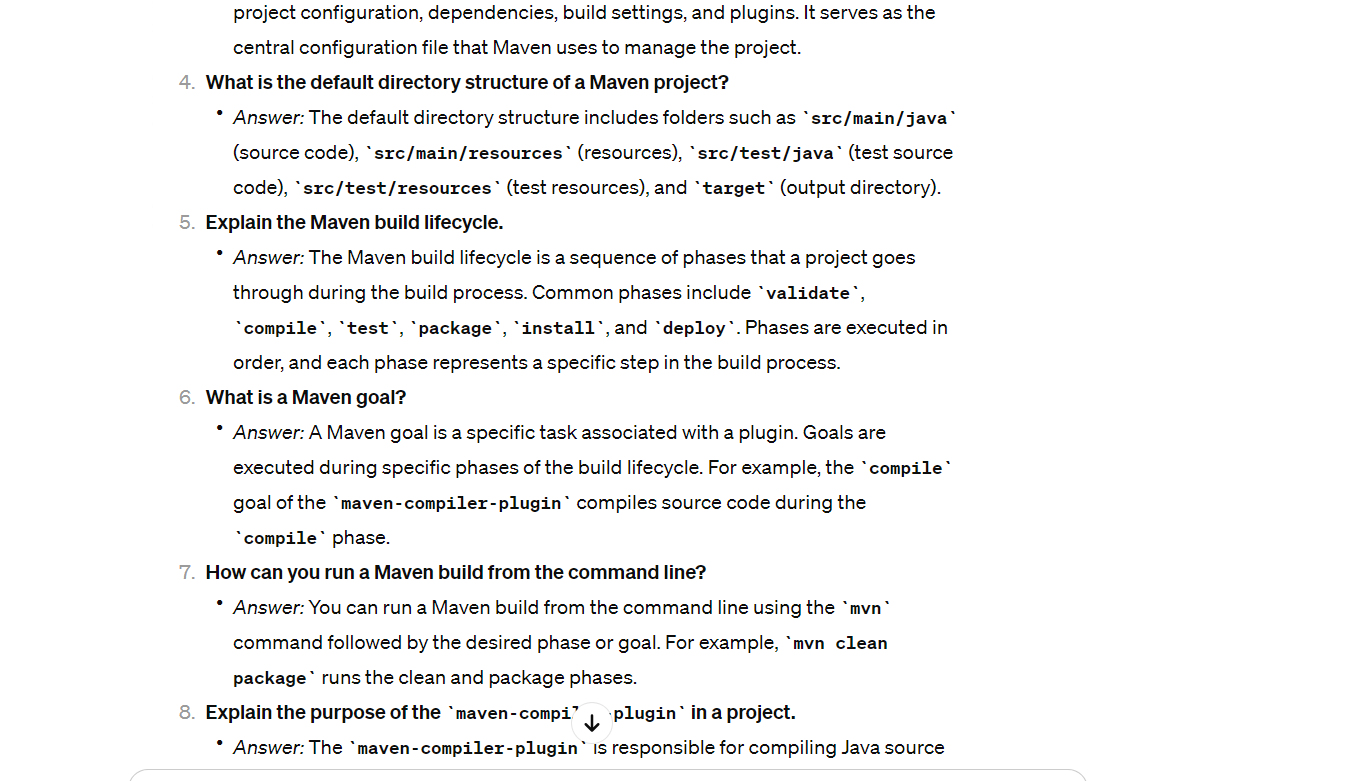 project configuration, dependencies, build settings, and plugins. It serves as the
central configuration file that Maven uses to manage the project.
4. What is the default directory structure of a Maven project?
• Answer: The default directory structure includes folders such as `src/main/java`
(source code), `src/main/resources` (resources), `src/test/java` (test source
code), `src/test/resources` (test resources), and `target` (output directory).
5. Explain the Maven build lifecycle.
• Answer: The Maven build lifecycle is a sequence of phases that a project goes
through during the build process. Common phases include `validate`,
`compile`, `test`, `package`, `install`, and `deploy`. Phases are executed in
order, and each phase represents a specific step in the build process.
6. What is a Maven goal?
• Answer: A Maven goal is a specific task associated with a plugin. Goals are
executed during specific phases of the build lifecycle. For example, the `compile`
goal of the `maven-compiler-plugin` compiles source code during the
`compile` phase.
7. How can you run a Maven build from the command line?
• Answer: You can run a Maven build from the command line using the `mvn`
command followed by the desired phase or goal. For example, `mvn clean
package` runs the clean and package phases.
8. Explain the purpose of the `maven-compiler-plugin` in a project.
• Answer: The `maven-compiler-plugin` is responsible for compiling Java source